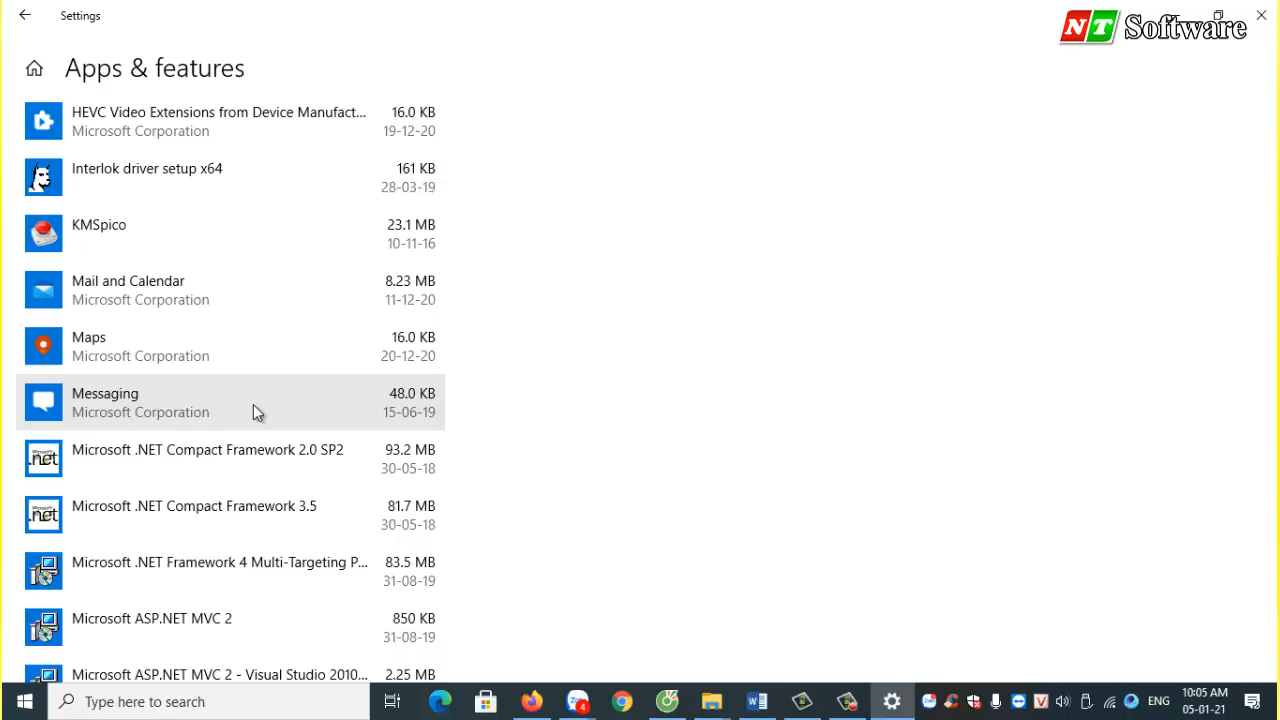 Settings
NT Software
Apps & features
HEVC Video Extensions from Device Manufact... 16.0 KB
Microsoft Corporation 19-12-20
Interlok driver setup x64 161 KB
28-03-19
KMSpico 23.1 MB
10-11-16
Mail and Calendar 8.23 MB
Microsoft Corporation 11-12-20
Maps 16.0 KB
Microsoft Corporation 20-12-20
Messaging 48.0 KB
Microsoft Corporation 15-06-19
Microsoft .NET Compact Framework 2.0 SP2 93.2 MB
30-05-18
Microsoft .NET Compact Framework 3.5 81.7 MB
30-05-18
Microsoft .NET Framework 4 Multi-Targeting P... 83.5 MB
31-08-19
Microsoft ASP.NET MVC 2 850 KB
31-08-19
Microsoft ASP.NET MVC 2 - Visual Studio 2010... 2.25 MB
Type here to search
4
ENG
10:05 AM
05-01-21